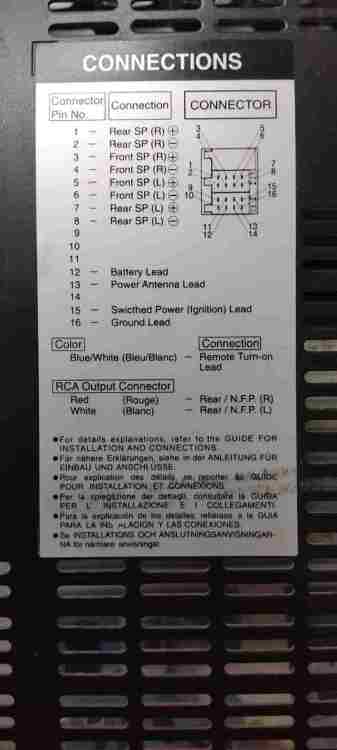 CONNECTIONS
Connector Pin No. Connection CONNECTOR
1 – Rear SP (R) ⊕
2 – Rear SP (R) ⊖
3 – Front SP (R) ⊕
4 – Front SP (R) ⊖
5 – Front SP (L) ⊕
6 – Front SP (L) ⊖
7 – Rear SP (L) ⊕
8 – Rear SP (L) ⊖
9
10
11
12 – Battery Lead
13 – Power Antenna Lead
14
15 – Swicthed Power (Ignition) Lead
16 – Ground Lead
3 5
4 6
1 7
2 8
9 15
10 16
11 13
12 14
Color Connection
Blue/White (Bleu/Blanc) – Remote Turn-on
Lead
RCA Output Connector
Red (Rouge) – Rear / N.F.P. (R)
White (Blanc) – Rear / N.F.P. (L)
●For details explanations, refer to the GUIDE FOR
INSTALLATION AND CONNECTIONS.
●Für nähere Erklärungen, siehe in der ANLEITUNG FÜR
EINBAU UND ANSCHLÜSSE.
●Pour explication des détails se reporter au GUIDE
POUR INSTALLATION ET CONNEXIONS.
●Per la spiegazione dei dettagli, consultate la GUIDA
PER L' INSTALLAZIONE E I COLLEGAMENTI.
●Para la explicación de los detalles, refiérase a la GUIA
PARA LA LACION Y LAS CONEXIONES.
●Se INSTALLATIONS OCH ANSLUTNINGSANVISNINGAR-
NA för närmare anvisningar.